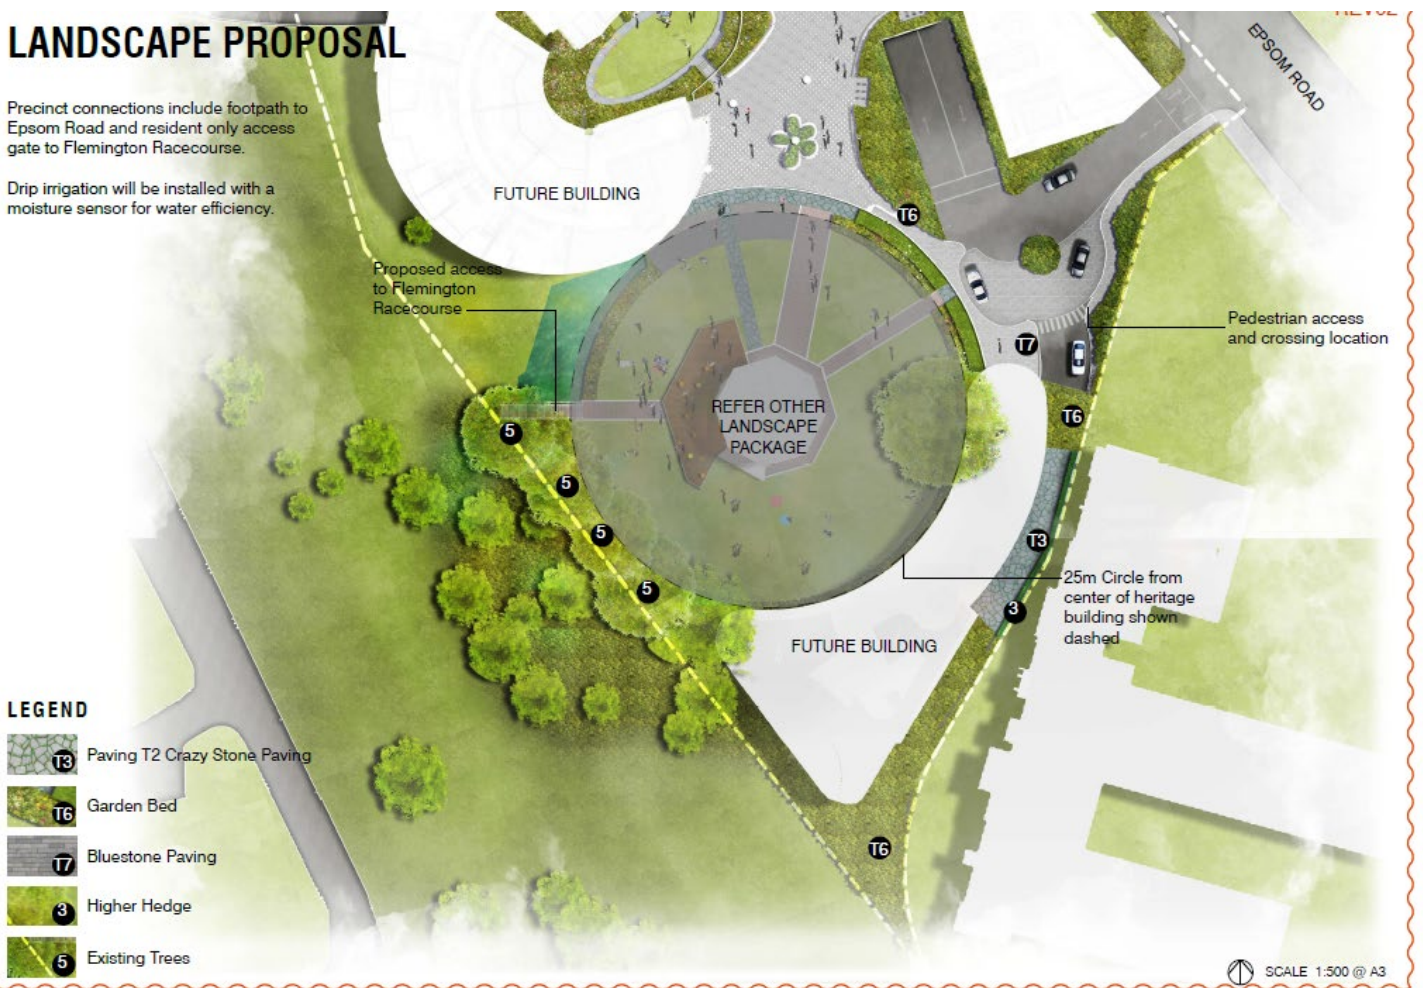 REV02
LANDSCAPE PROPOSAL
EPSOM ROAD
Precinct connections include footpath to
Epsom Road and resident only access
gate to Flemington Racecourse.
Drip irrigation will be installed with a
moisture sensor for water efficiency.
FUTURE BUILDING
T6
Proposed access
to Flemington
Racecourse
Pedestrian access
and crossing location
T7
REFER OTHER
LANDSCAPE
PACKAGE
T6
5
5
5
T3
5
25m Circle from
center of heritage
building shown
dashed
3
FUTURE BUILDING
T6
LEGEND
T3 Paving T2 Crazy Stone Paving
T6 Garden Bed
T7 Bluestone Paving
3 Higher Hedge
5 Existing Trees
SCALE 1:500 @ A3